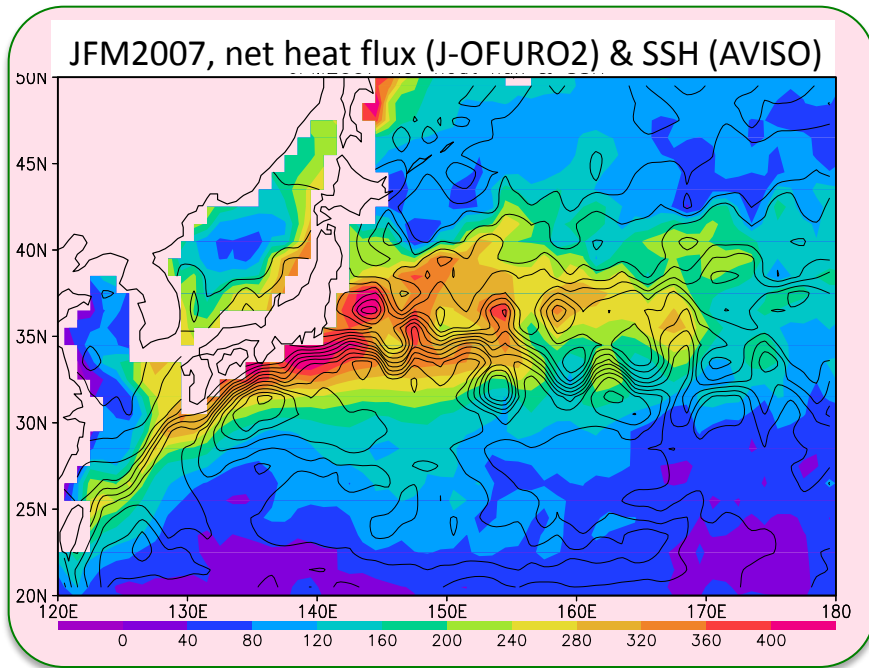 JFM2007, net heat flux (J-OFURO2) & SSH (AVISO)
50N
45N
40N
35N
30N
25N
20N
120E 130E 140E 150E 160E 170E 180
0 40 80 120 160 200 240 280 320 360 400